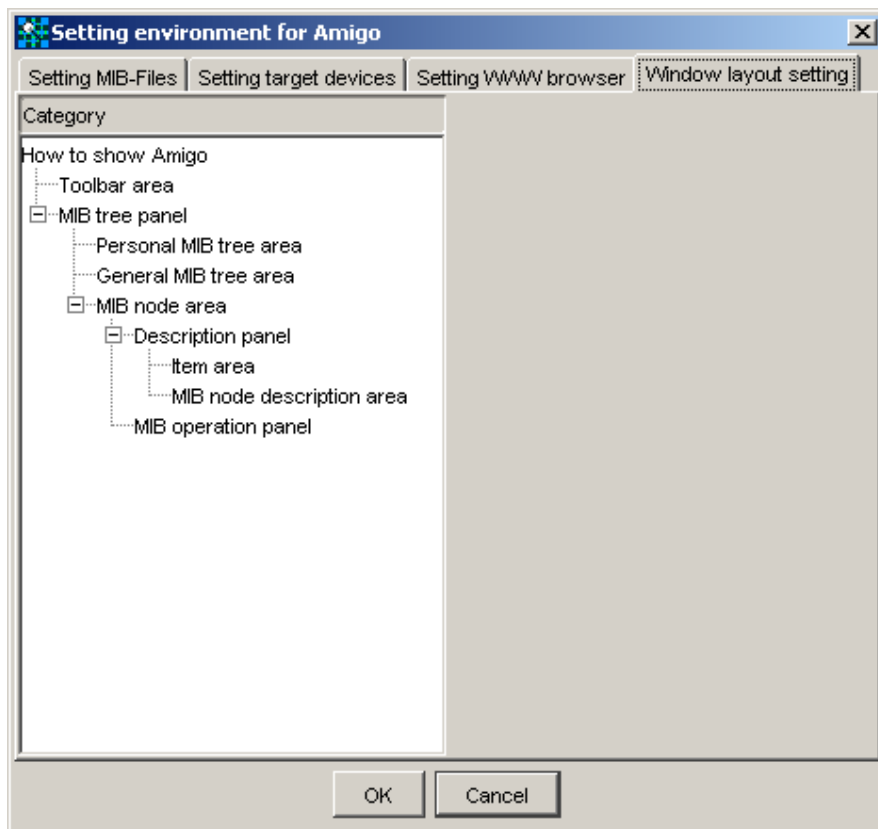 Setting environment for Amigo
Setting MIB-Files Setting target devices Setting WWW browser Window layout setting
Category
How to show Amigo
Toolbar area
MIB tree panel
Personal MIB tree area
General MIB tree area
MIB node area
Description panel
Item area
MIB node description area
MIB operation panel
OK Cancel